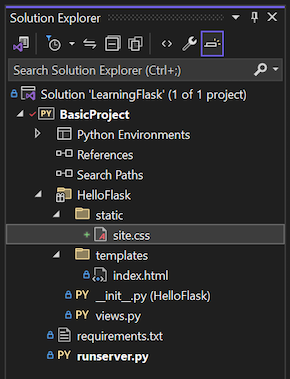 Solution Explorer
Search Solution Explorer (Ctrl+;)
Solution 'LearningFlask' (1 of 1 project)
PY BasicProject
Python Environments
References
Search Paths
HelloFlask
static
site.css
templates
index.html
PY __init__.py (HelloFlask)
PY views.py
requirements.txt
PY runserver.py